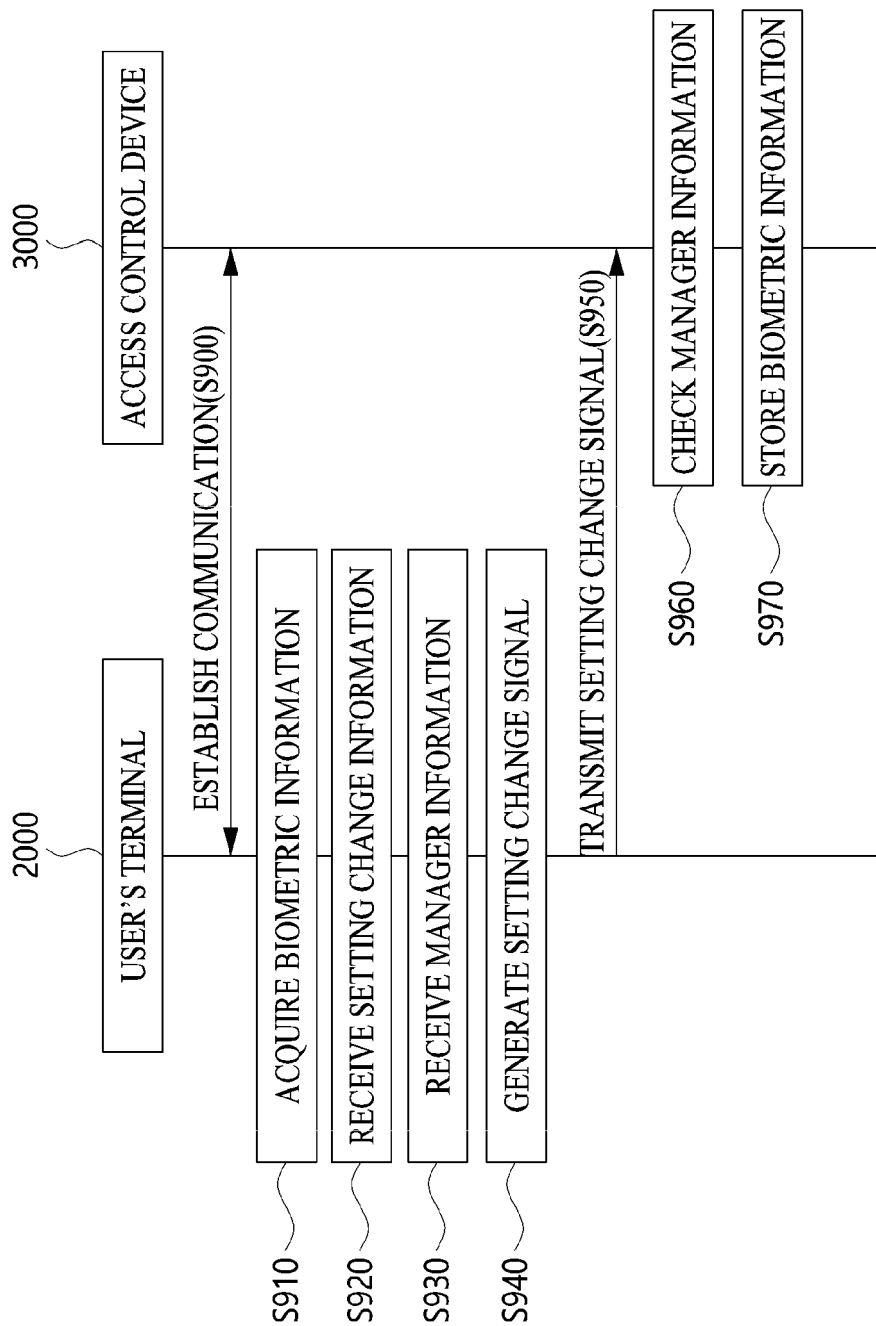 2000
3000
USER'S TERMINAL
ACCESS CONTROL DEVICE
ESTABLISH COMMUNICATION(S900)
S910
ACQUIRE BIOMETRIC INFORMATION
S920
RECEIVE SETTING CHANGE INFORMATION
S930
RECEIVE MANAGER INFORMATION
S940
GENERATE SETTING CHANGE SIGNAL
TRANSMIT SETTING CHANGE SIGNAL(S950)
S960
CHECK MANAGER INFORMATION
S970
STORE BIOMETRIC INFORMATION